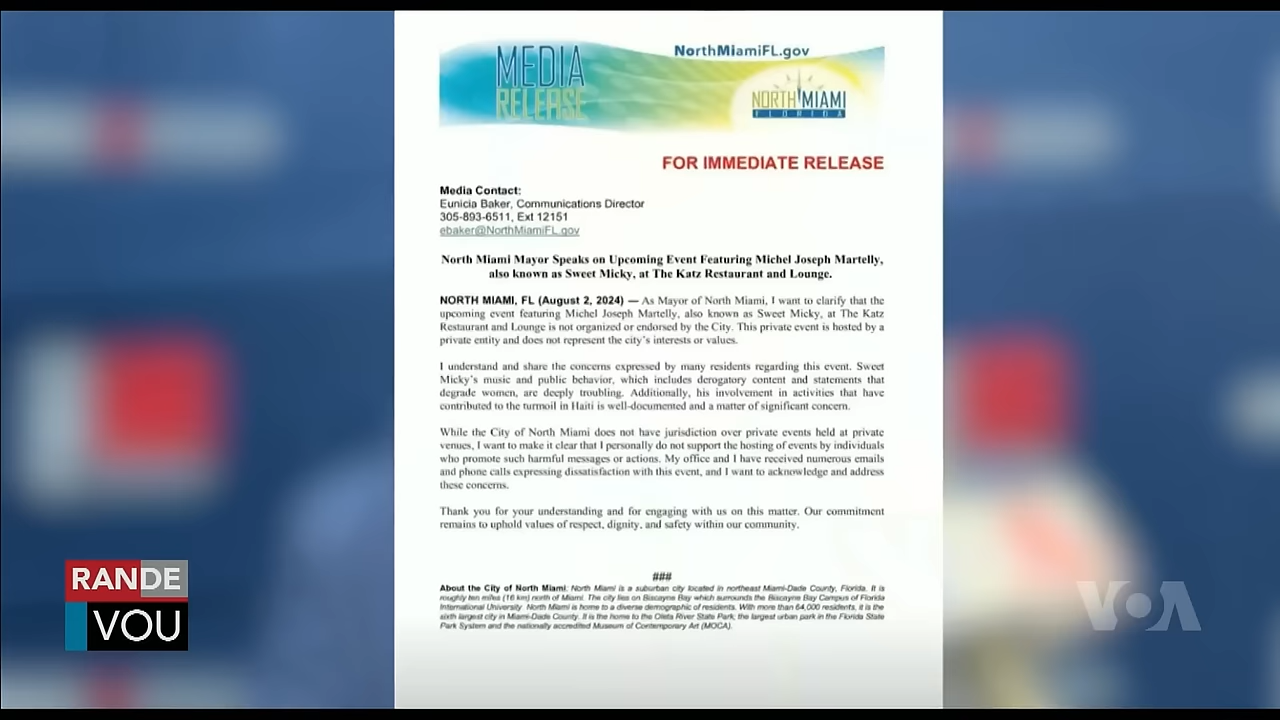 MEDIA
RELEASE
NorthMiamiFL.gov
NORTH MIAMI
FLORIDA
FOR IMMEDIATE RELEASE
Media Contact:
Eunicia Baker, Communications Director
305-893-6511, Ext 12151
ebaker@NorthMiamiFL.gov
North Miami Mayor Speaks on Upcoming Event Featuring Michel Joseph Martelly,
also known as Sweet Micky, at The Katz Restaurant and Lounge.
NORTH MIAMI, FL (August 2, 2024) — As Mayor of North Miami, I want to clarify that the
upcoming event featuring Michel Joseph Martelly, also known as Sweet Micky, at The Katz
Restaurant and Lounge is not organized or endorsed by the City. This private event is hosted by a
private entity and does not represent the city's interests or values.
I understand and share the concerns expressed by many residents regarding this event. Sweet
Micky's music and public behavior, which includes derogatory content and statements that
degrade women, are deeply troubling. Additionally, his involvement in activities that have
contributed to the turmoil in Haiti is well-documented and a matter of significant concern.
While the City of North Miami does not have jurisdiction over private events held at private
venues, I want to make it clear that I personally do not support the hosting of events by individuals
who promote such harmful messages or actions. My office and I have received numerous emails
and phone calls expressing dissatisfaction with this event, and I want to acknowledge and address
these concerns.
Thank you for your understanding and for engaging with us on this matter. Our commitment
remains to uphold values of respect, dignity, and safety within our community.
###
About the City of North Miami: North Miami is a suburban city located in northeast Miami-Dade County, Florida. It is
roughly ten miles (16 km) north of Miami. The city lies on Biscayne Bay which surrounds the Biscayne Bay Campus of Florida
International University North Miami is home to a diverse demographic of residents. With more than 64,000 residents, it is the
sixth largest city in Miami-Dade County. It is the home to the Oleta River State Park; the largest urban park in the Florida State
Park System and the nationally accredited Museum of Contemporary Art (MOCA).
RANDE
VOU
VOA